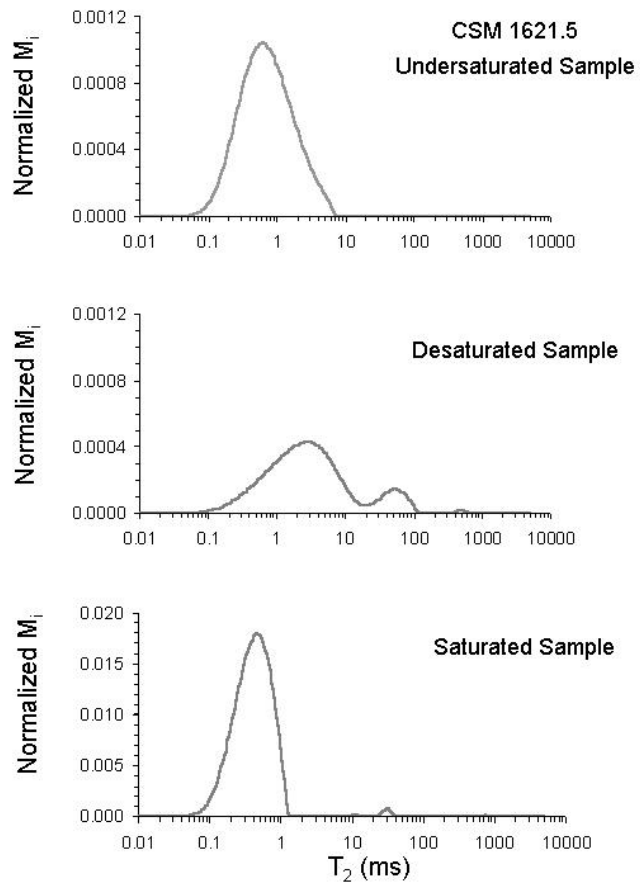 CSM 1621.5
Undersaturated Sample
Normalized Mi
0.0012
0.0008
0.0004
0.0000
0.01 0.1 1 10 100 1000 10000
Desaturated Sample
Normalized Mi
0.0012
0.0008
0.0004
0.0000
0.01 0.1 1 10 100 1000 10000
Saturated Sample
Normalized Mi
0.020
0.015
0.010
0.005
0.000
0.01 0.1 1 10 100 1000 10000
T2 (ms)